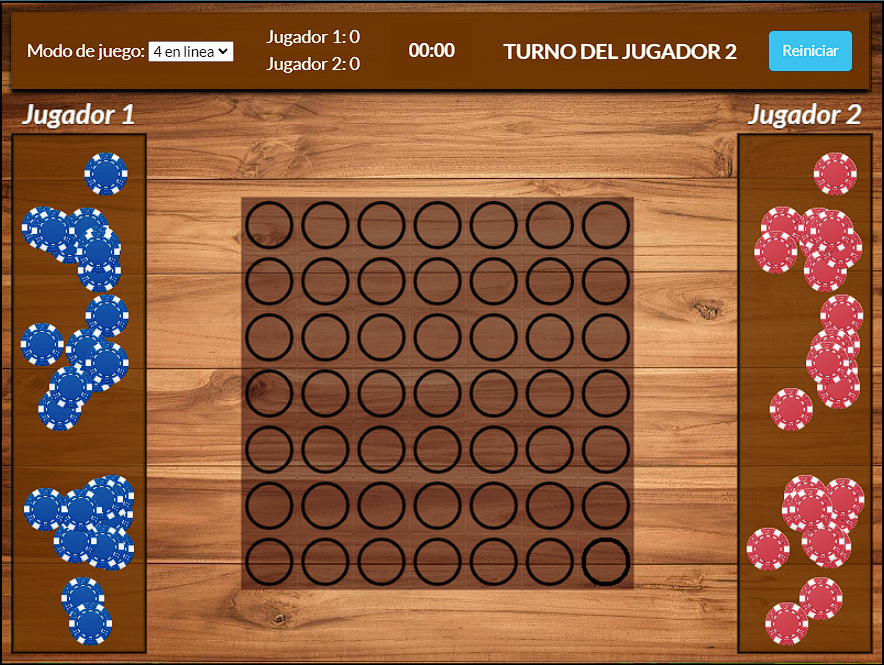 Modo de juego: 4 en linea
Jugador 1: 0
Jugador 2: 0
00:00
TURNO DEL JUGADOR 2
Reiniciar
Jugador 1
Jugador 2